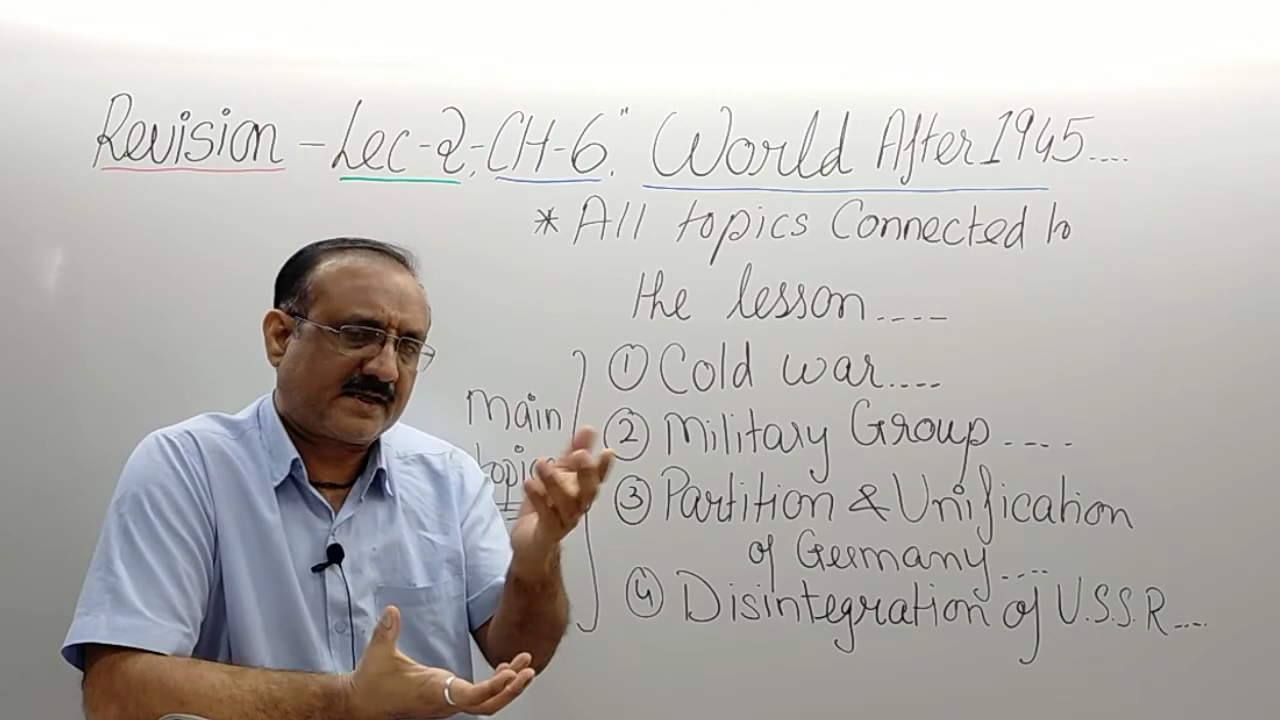 Revision - Lec-2, CH-6, " World After 1945....
* All topics Connected to
the lesson....
Main
topics
① Cold war....
② Military Group....
③ Partition & Unification
of Germany....
④ Disintegration of U.S.S.R....